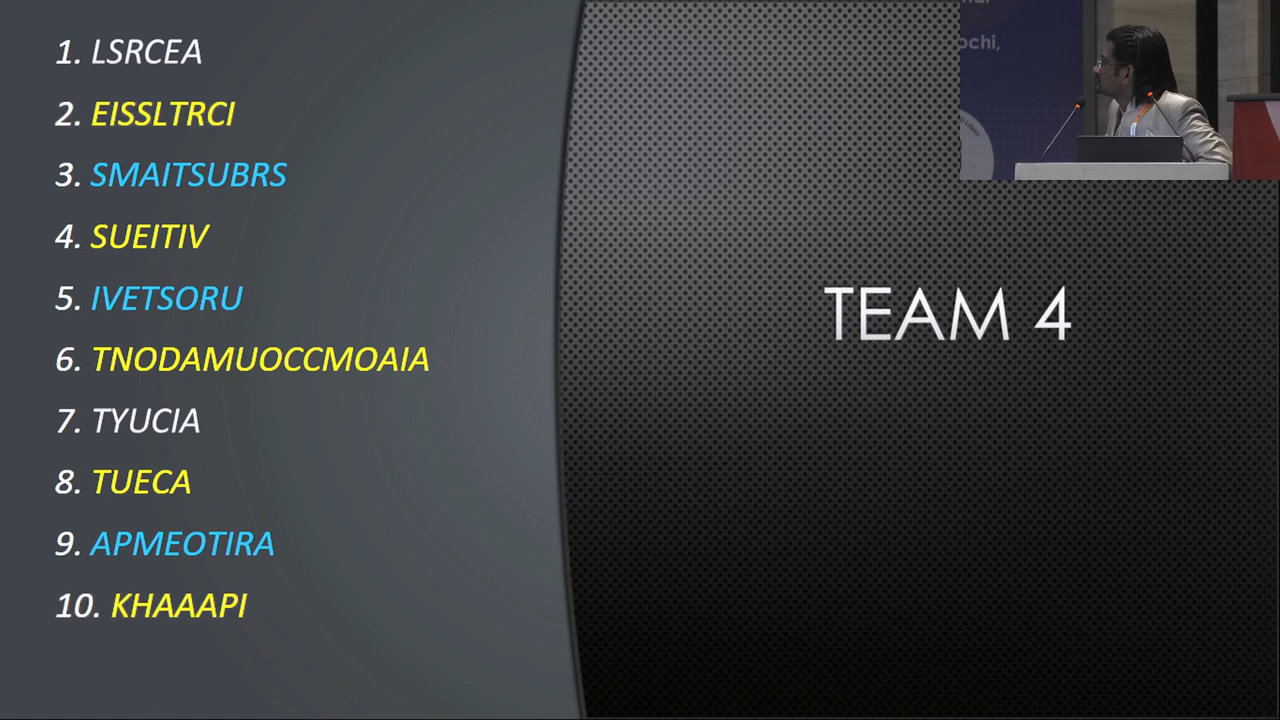 1. LSRCEA
2. EISSLTRCI
3. SMAITSUBRS
4. SUEITIV
5. IVETSORU
6. TNODAMUOCCMOAIA
7. TYUCIA
8. TUECA
9. APMEOTIRA
10. KHAAAPI
TEAM 4